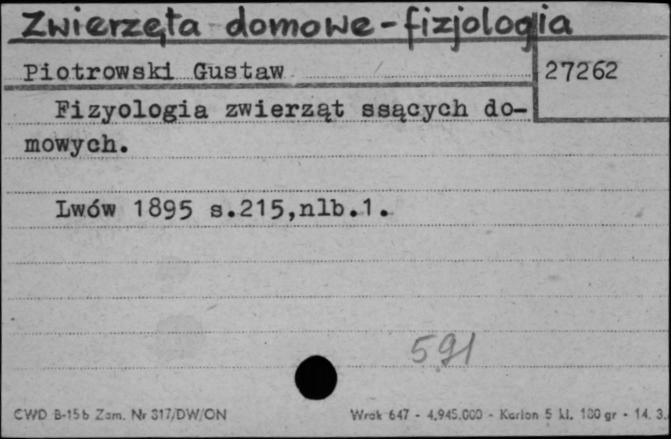 Zwierzęta domowe - fizjologia
Piotrowski Gustaw
27262
Fizyologia zwierząt ssących do-
mowych.
Lwów 1895 s.215,nlb.1.
591
CWD B-15b Zam. Nr 317/DW/ON
Wrak 647 - 4.945.000 - Karton 5 kl. 180 gr - 14. 3.